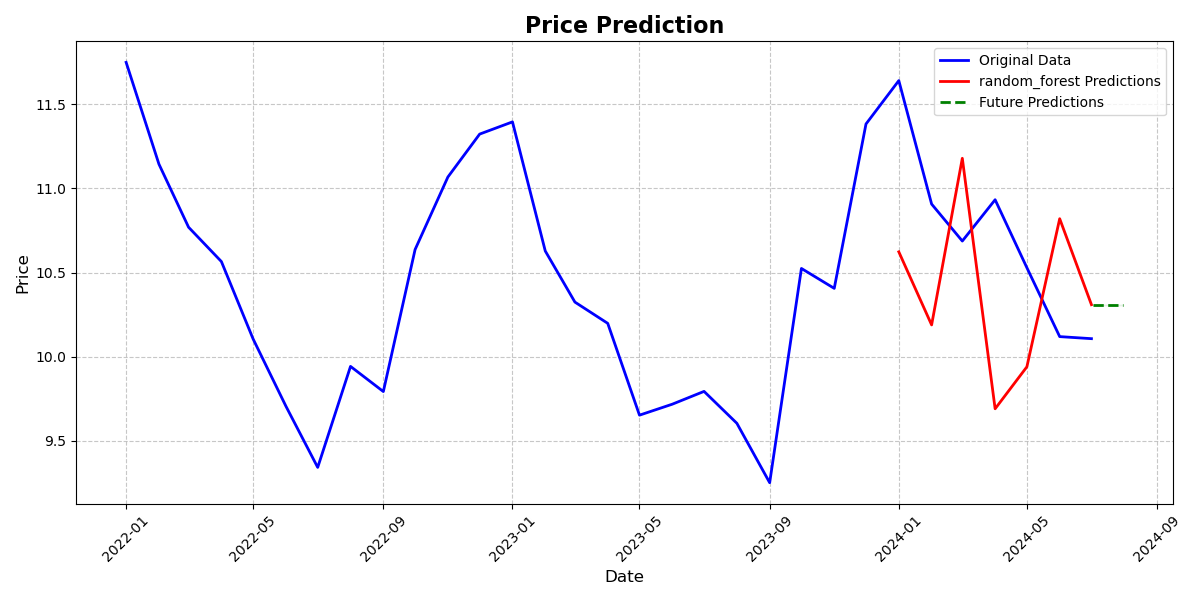 Price Prediction
Original Data
random_forest Predictions
Future Predictions
Price
11.5
11.0
10.5
10.0
9.5
2022-01
2022-05
2022-09
2023-01
2023-05
2023-09
2024-01
2024-05
2024-09
Date